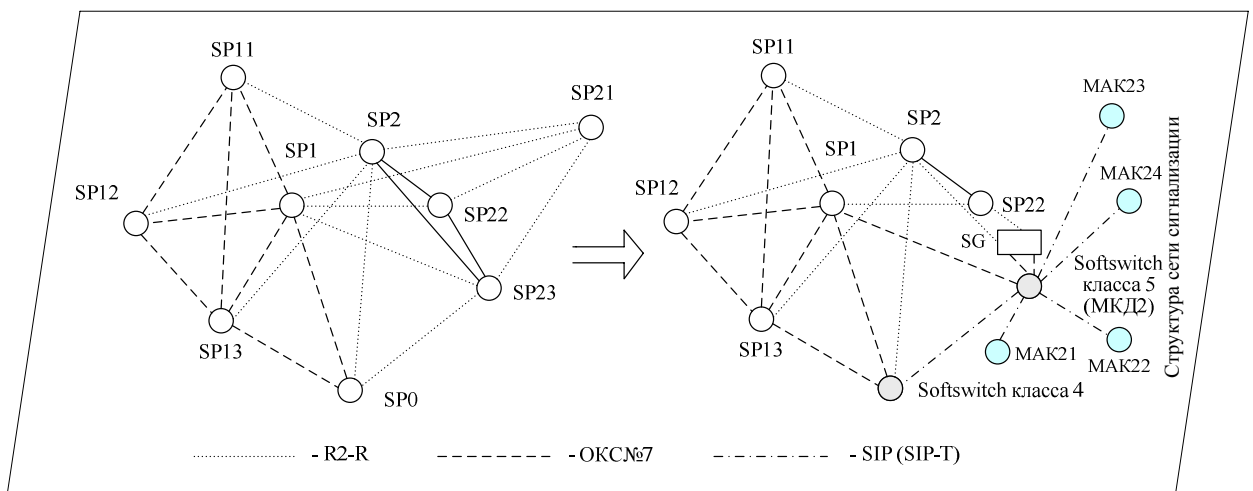 SP11
SP21
SP2
SP1
SP12
SP22
SP23
SP13
SP0
SP11
МАК23
SP2
SP1
МАК24
SP12
SP22
SG
Softswitch
класса 5
(МКД2)
SP13
МАК21
МАК22
Softswitch класса 4
Структура сети сигнализации
- R2-R
- ОКС№7
- SIP (SIP-T)